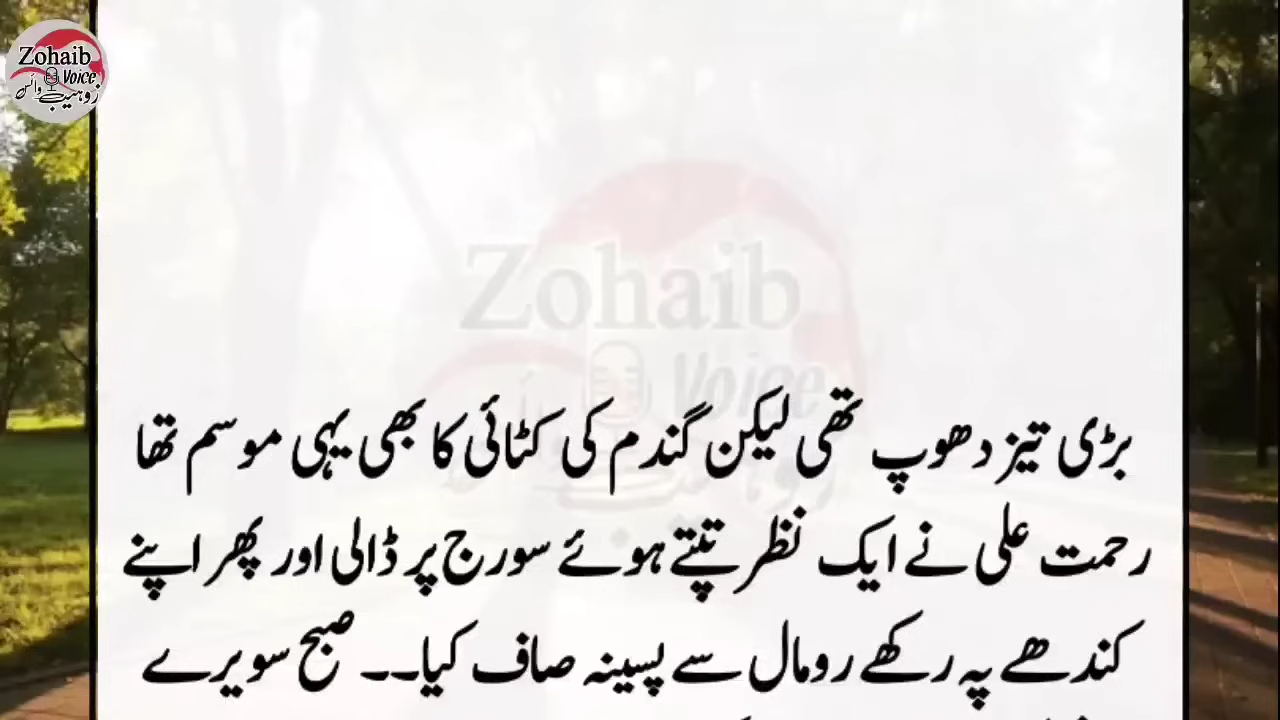 Zohaib
Voice
زوہیب وائس
Zohaib
Voice
زوہیب
بڑی تیز دھوپ تھی لیکن گندم کی کٹائی کا بھی یہی موسم تھا
رحمت علی نے ایک نظر تپتے ہوئے سورج پر ڈالی اور پھر اپنے
کندھے پہ رکھے رومال سے پسینہ صاف کیا۔۔ صبح سویرے